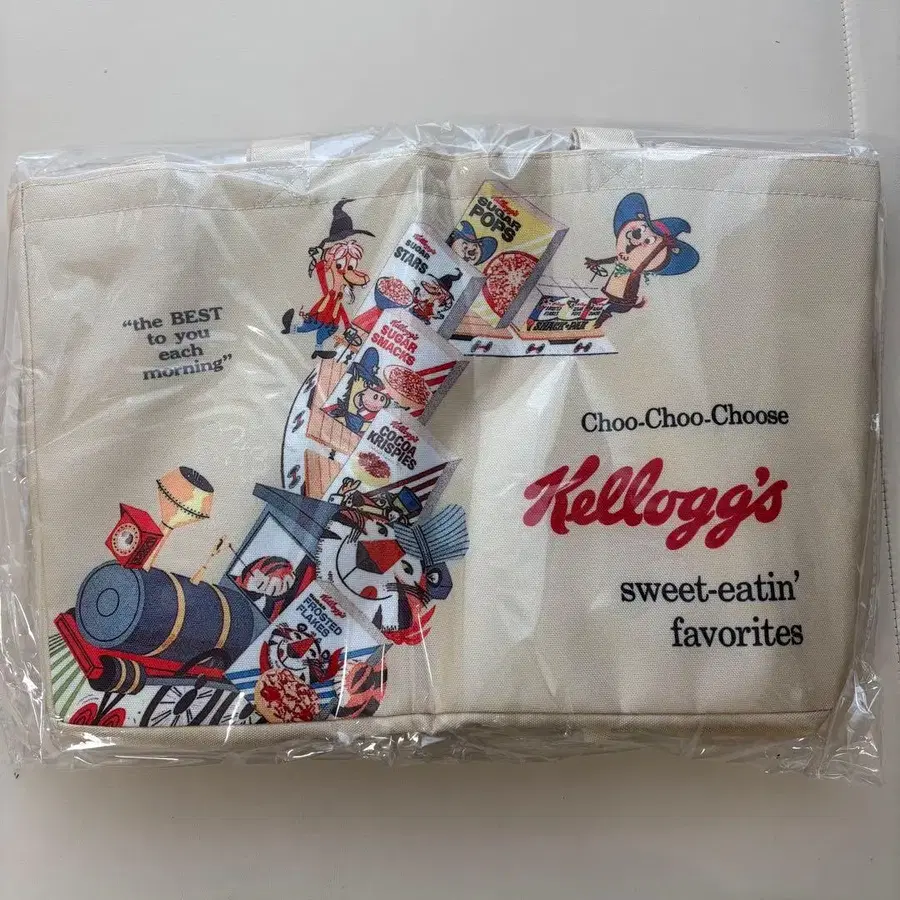 "the BEST
to you
each
morning"
Kellogg's
SUGAR
POPS
Kellogg's
SUGAR
STARS
Kellogg's
SUGAR
SMACKS
Kellogg's
COCOA
KRISPIES
SNACK-PAK
Kellogg's
FROSTED
FLAKES
Choo-Choo-Choose
Kellogg's
sweet-eatin'
favorites